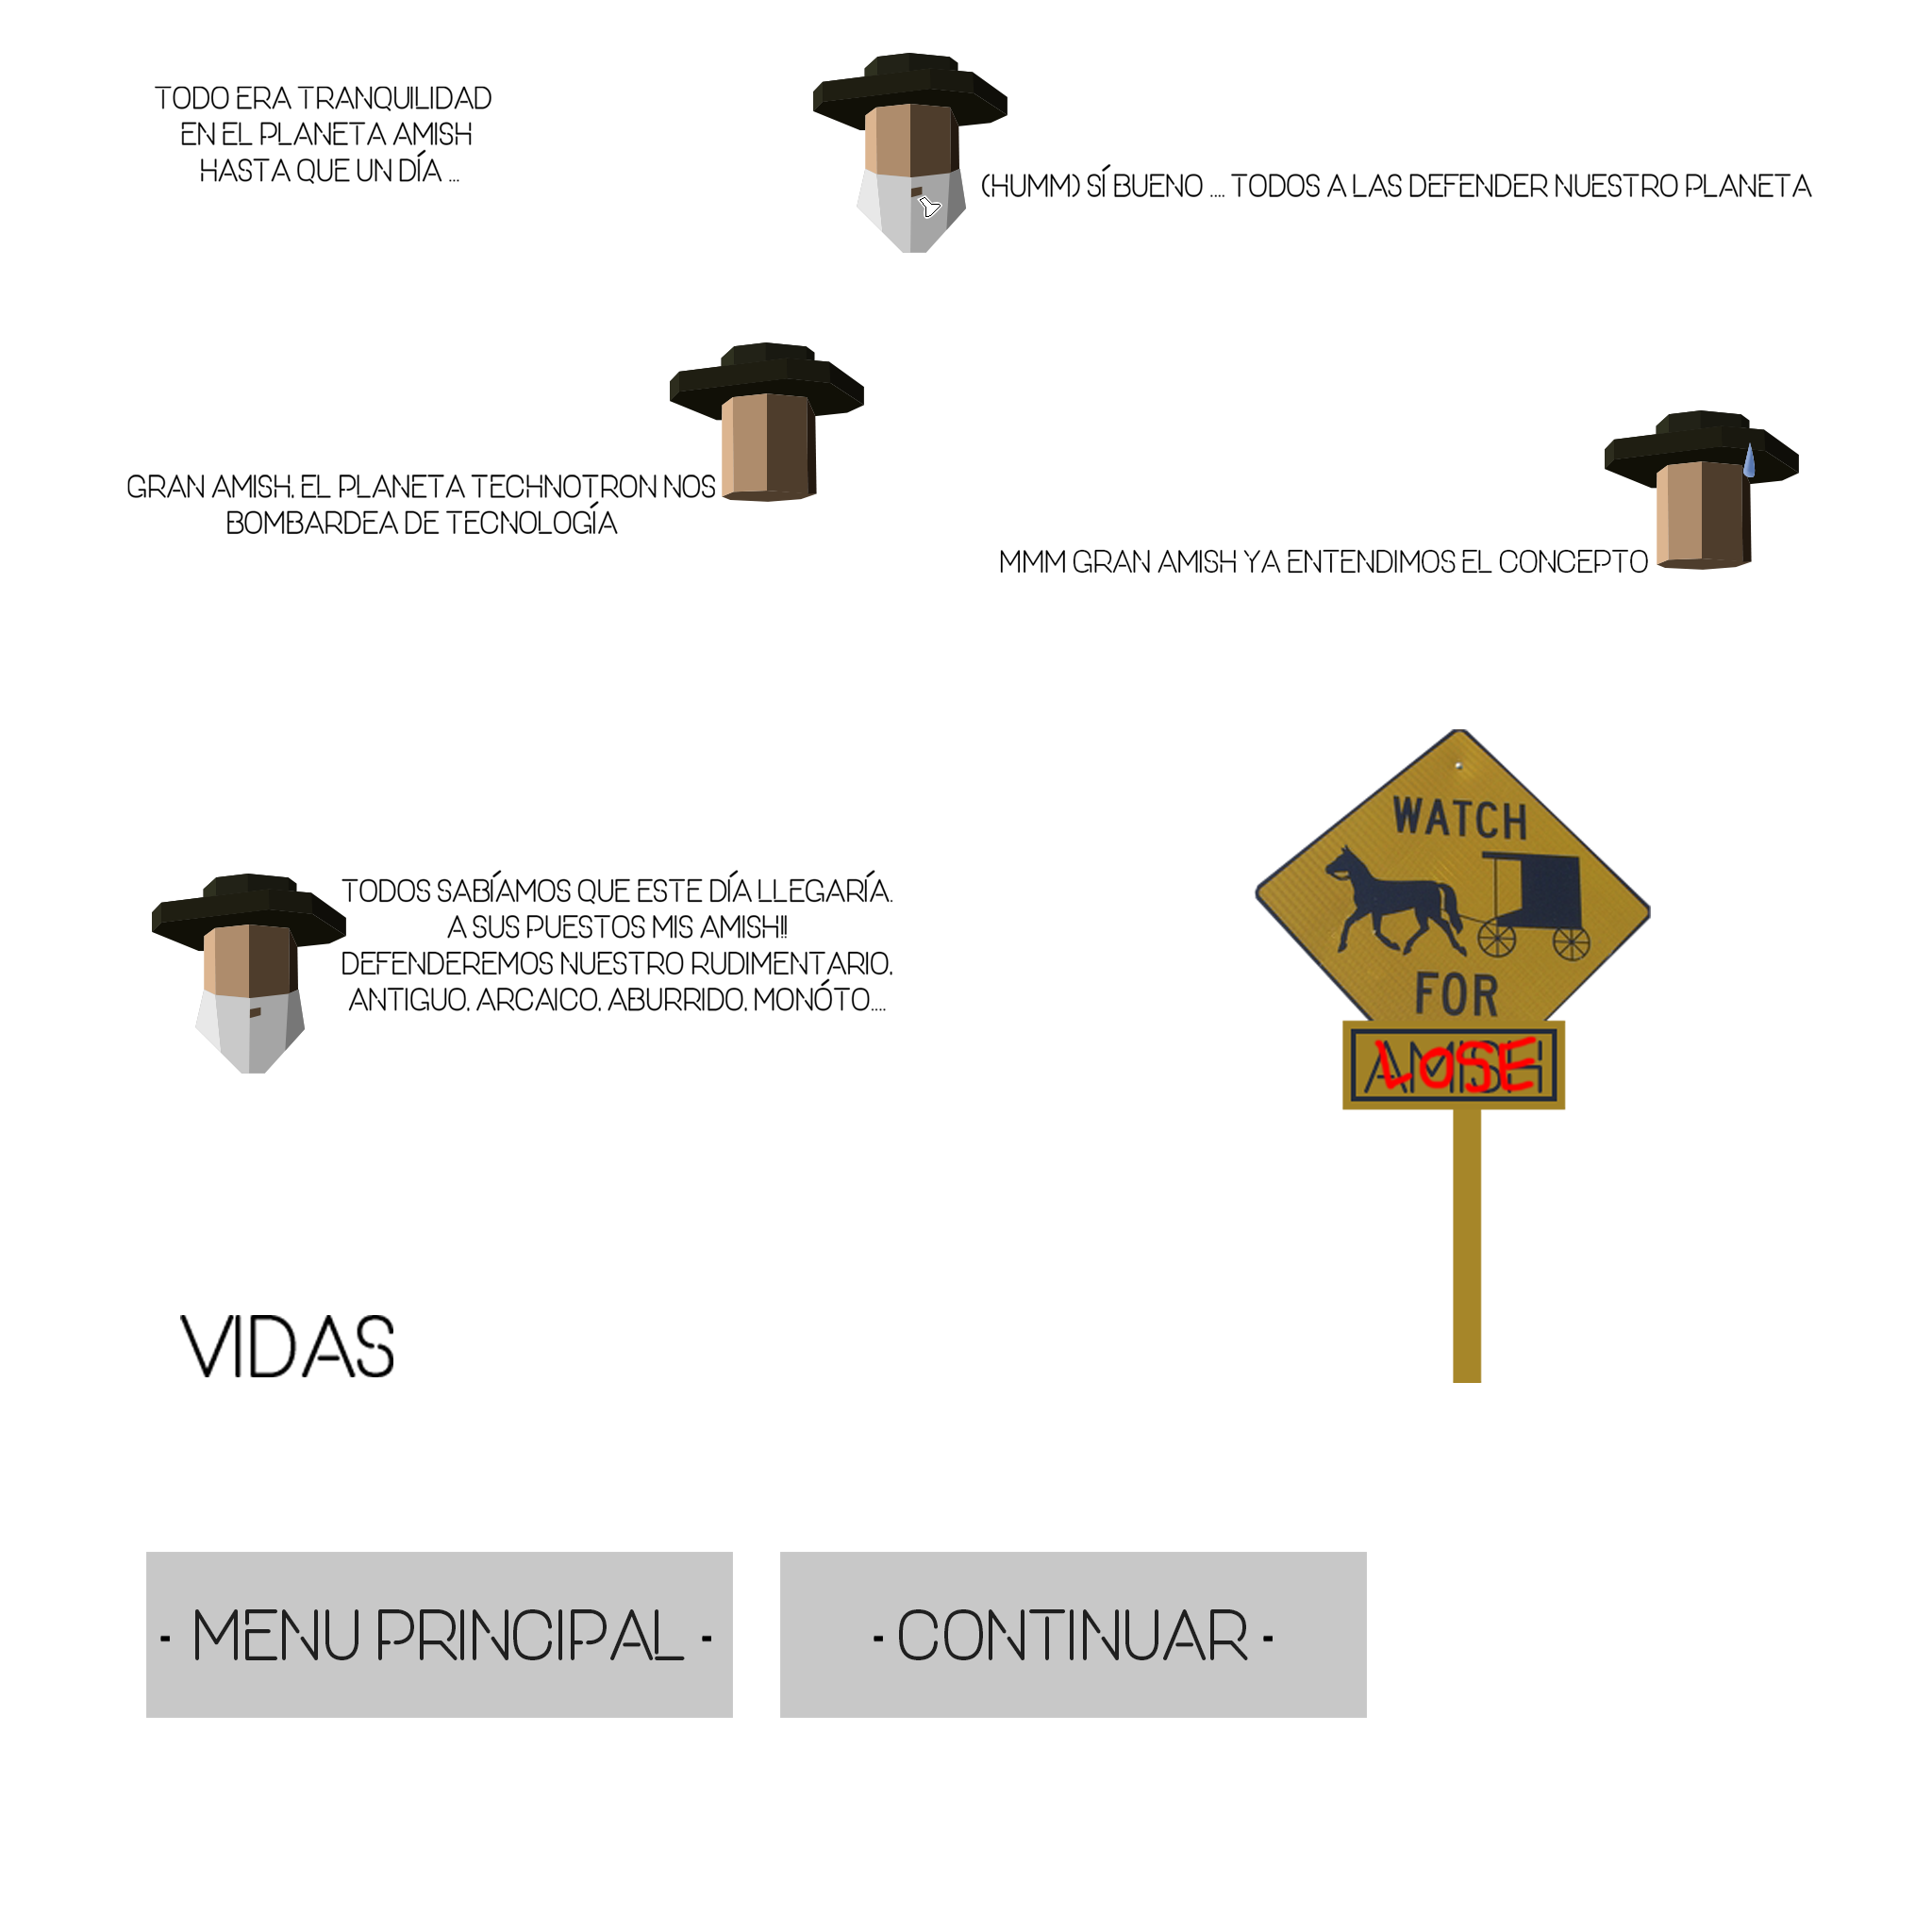 TODO ERA TRANQUILIDAD
EN EL PLANETA AMISH
HASTA QUE UN DÍA ...
(HUMM) SÍ BUENO .... TODOS A LAS DEFENDER NUESTRO PLANETA
GRAN AMISH, EL PLANETA TECHNOTRON NOS
BOMBARDEA DE TECNOLOGÍA
MMM GRAN AMISH YA ENTENDIMOS EL CONCEPTO
TODOS SABÍAMOS QUE ESTE DÍA LLEGARÍA.
A SUS PUESTOS MIS AMISH!!!
DEFENDEREMOS NUESTRO RUDIMENTARIO,
ANTIGUO, ARCAICO, ABURRIDO, MONÓTO....
WATCH
FOR
AMISH
LOSE
VIDAS
- MENU PRINCIPAL -
- CONTINUAR -